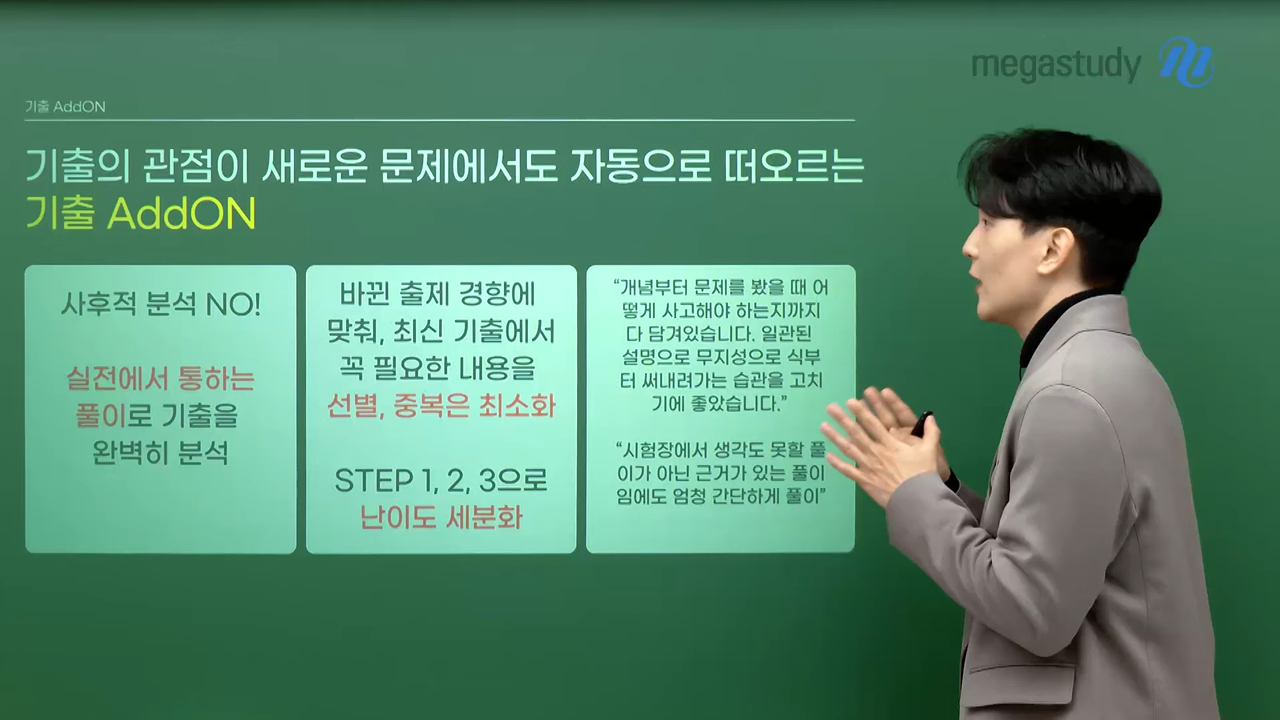 megastudy
기출 AddON
기출의 관점이 새로운 문제에서도 자동으로 떠오르는
기출 AddON
사후적 분석 NO!
실전에서 통하는
풀이로 기출을
완벽히 분석
바뀐 출제 경향에
맞춰, 최신 기출에서
꼭 필요한 내용을
선별, 중복은 최소화
STEP 1, 2, 3으로
난이도 세분화
“개념부터 문제를 봤을 때 어
떻게 사고해야 하는지까지
다 담겨있습니다. 일관된
설명으로 무지성으로 식부
터 써내려가는 습관을 고치
기에 좋았습니다.”
“시험장에서 생각도 못할 풀
이가 아닌 근거가 있는 풀이
임에도 엄청 간단하게 풀이”